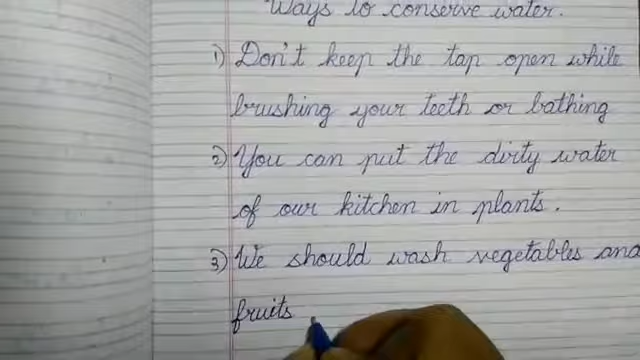 Ways to conserve water.
1) Don't keep the tap open while
brushing your teeth or bathing
2) You can put the dirty water
of our kitchen in plants.
3) We should wash vegetables and
fruits